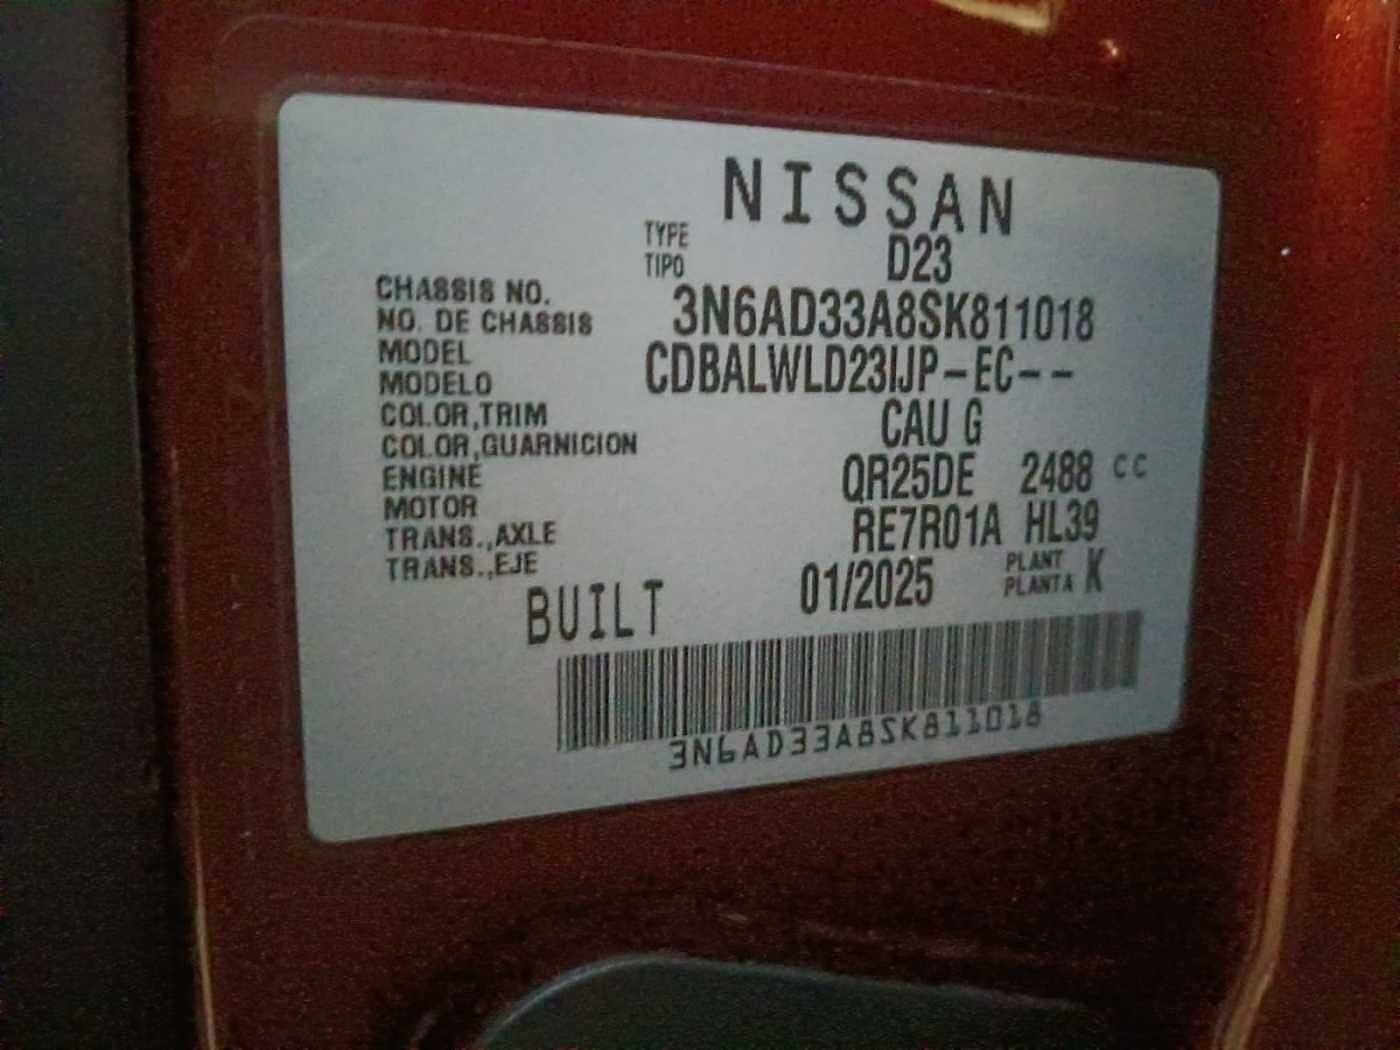 NISSAN
TYPE
TIPO D23
CHASSIS NO.
NO. DE CHASSIS 3N6AD33A8SK811018
MODEL
MODELO CDBALWLD23IJP-EC--
COLOR,TRIM
COLOR,GUARNICION CAU G
ENGINE
MOTOR QR25DE 2488 CC
TRANS.,AXLE
TRANS.,EJE RE7R01A HL39
BUILT 01/2025 PLANT
PLANTA K
3N6AD33A8SK811018